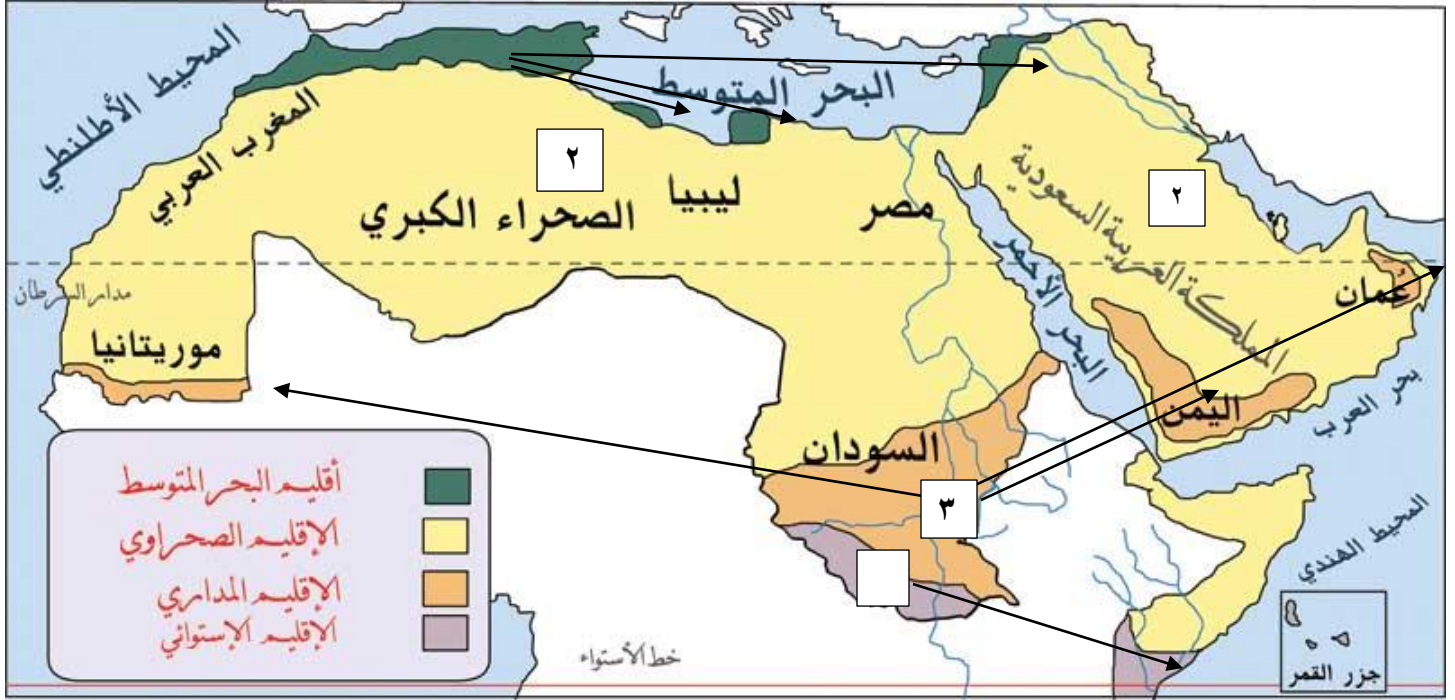 المحيط الأطلنطي
البحر المتوسط
المغرب العربي
٢
ليبيا
الصحراء الكبري
مصر
٢
المملكة العربية السعودية
البحر الأحمر
عُمان
مدار السرطان
موريتانيا
اليمن
بحر العرب
السودان
٣
المحيط الهندي
أقليم البحر المتوسط
الإقليم الصحراوي
الإقليم المداري
الإقليم الإستوائي
خط الأستواء
جزر القمر